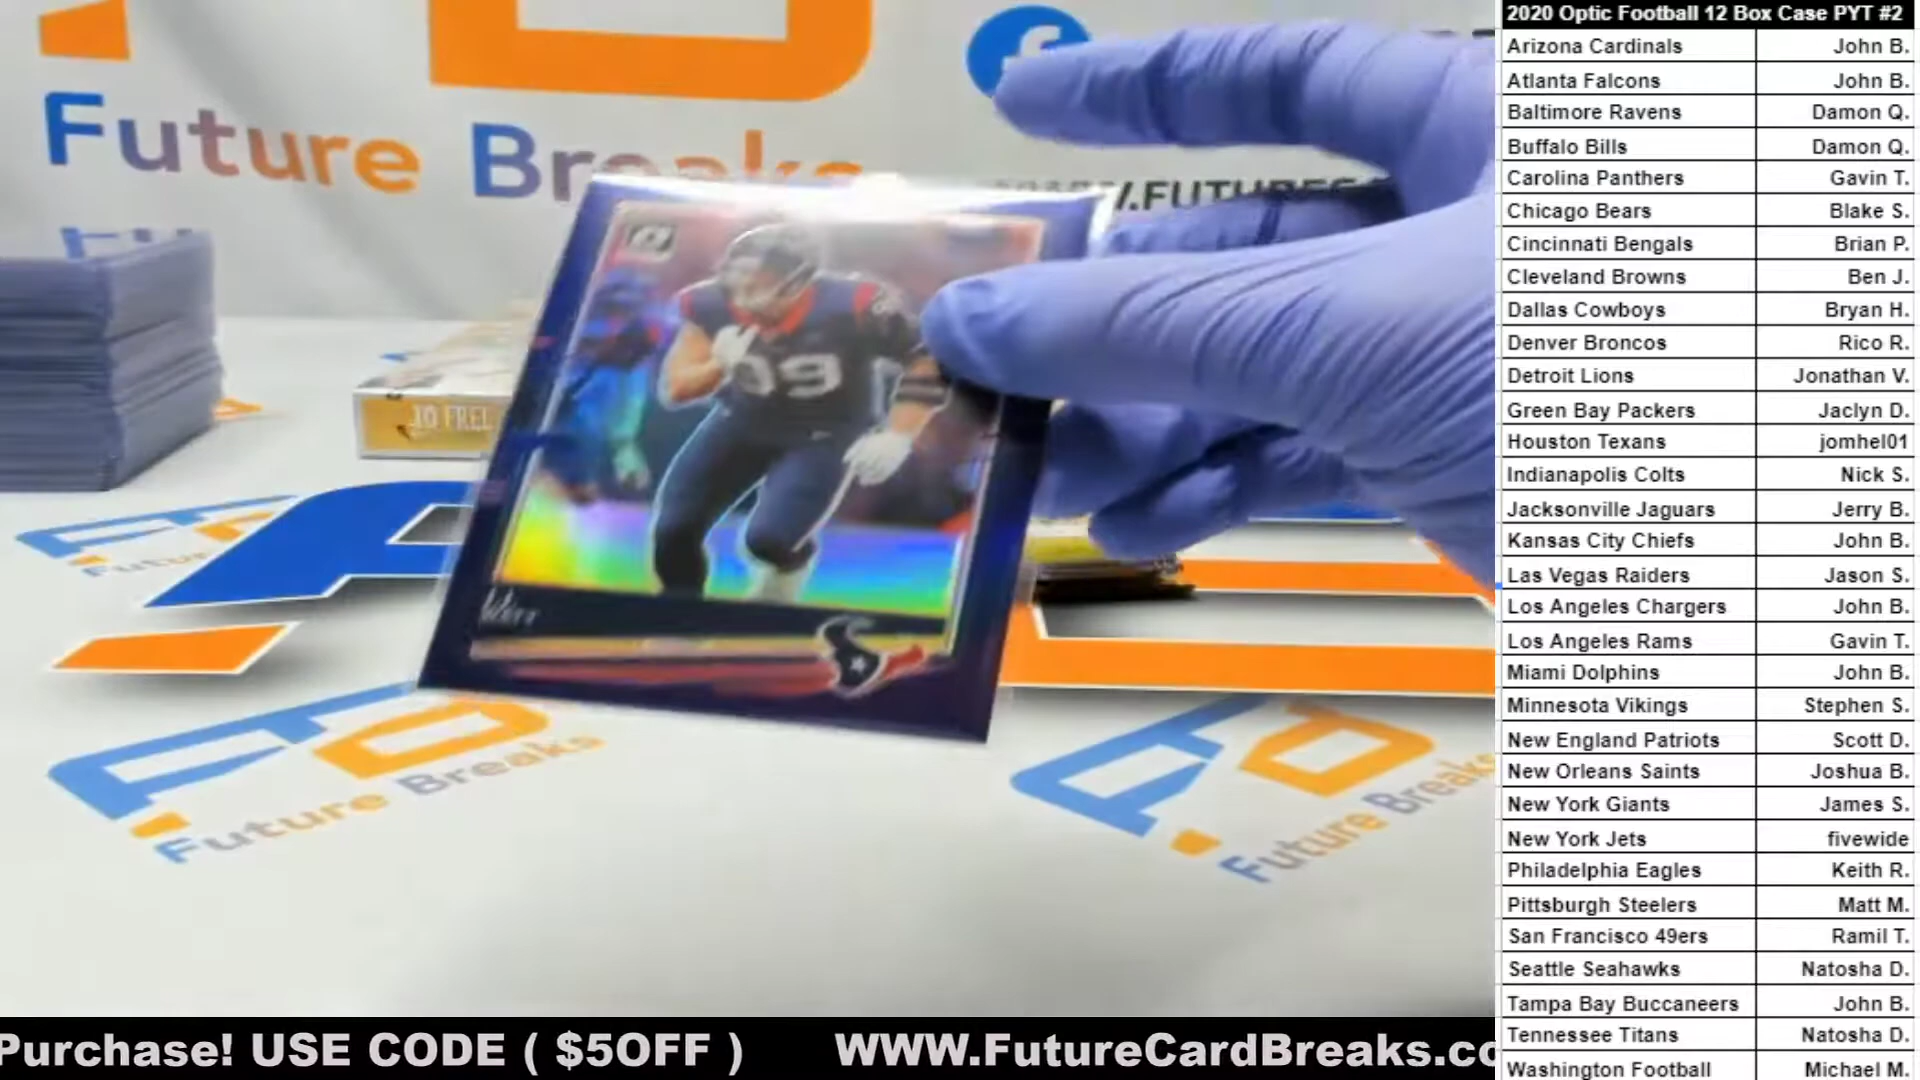 2020 Optic Football 12 Box Case PYT #2
Arizona Cardinals John B.
Atlanta Falcons John B.
Baltimore Ravens Damon Q.
Buffalo Bills Damon Q.
Carolina Panthers Gavin T.
Chicago Bears Blake S.
Cincinnati Bengals Brian P.
Cleveland Browns Ben J.
Dallas Cowboys Bryan H.
Denver Broncos Rico R.
Detroit Lions Jonathan V.
Green Bay Packers Jaclyn D.
Houston Texans jomhel01
Indianapolis Colts Nick S.
Jacksonville Jaguars Jerry B.
Kansas City Chiefs John B.
Las Vegas Raiders Jason S.
Los Angeles Chargers John B.
Los Angeles Rams Gavin T.
Miami Dolphins John B.
Minnesota Vikings Stephen S.
New England Patriots Scott D.
New Orleans Saints Joshua B.
New York Giants James S.
New York Jets fivewide
Philadelphia Eagles Keith R.
Pittsburgh Steelers Matt M.
San Francisco 49ers Ramil T.
Seattle Seahawks Natosha D.
Tampa Bay Buccaneers John B.
Tennessee Titans Natosha D.
Washington Football Michael M.
Future Breaks
.FUTURE
10 FREE
99
Future Breaks
Future Breaks
Purchase! USE CODE ( $5OFF ) WWW.FutureCardBreaks.co